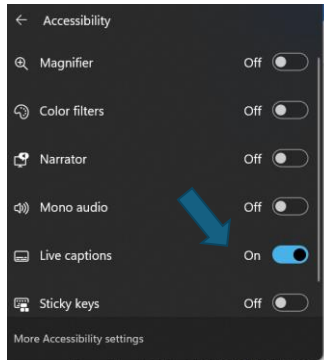 Accessibility
Magnifier Off
Color filters Off
Narrator Off
Mono audio Off
Live captions On
Sticky keys Off
More Accessibility settings